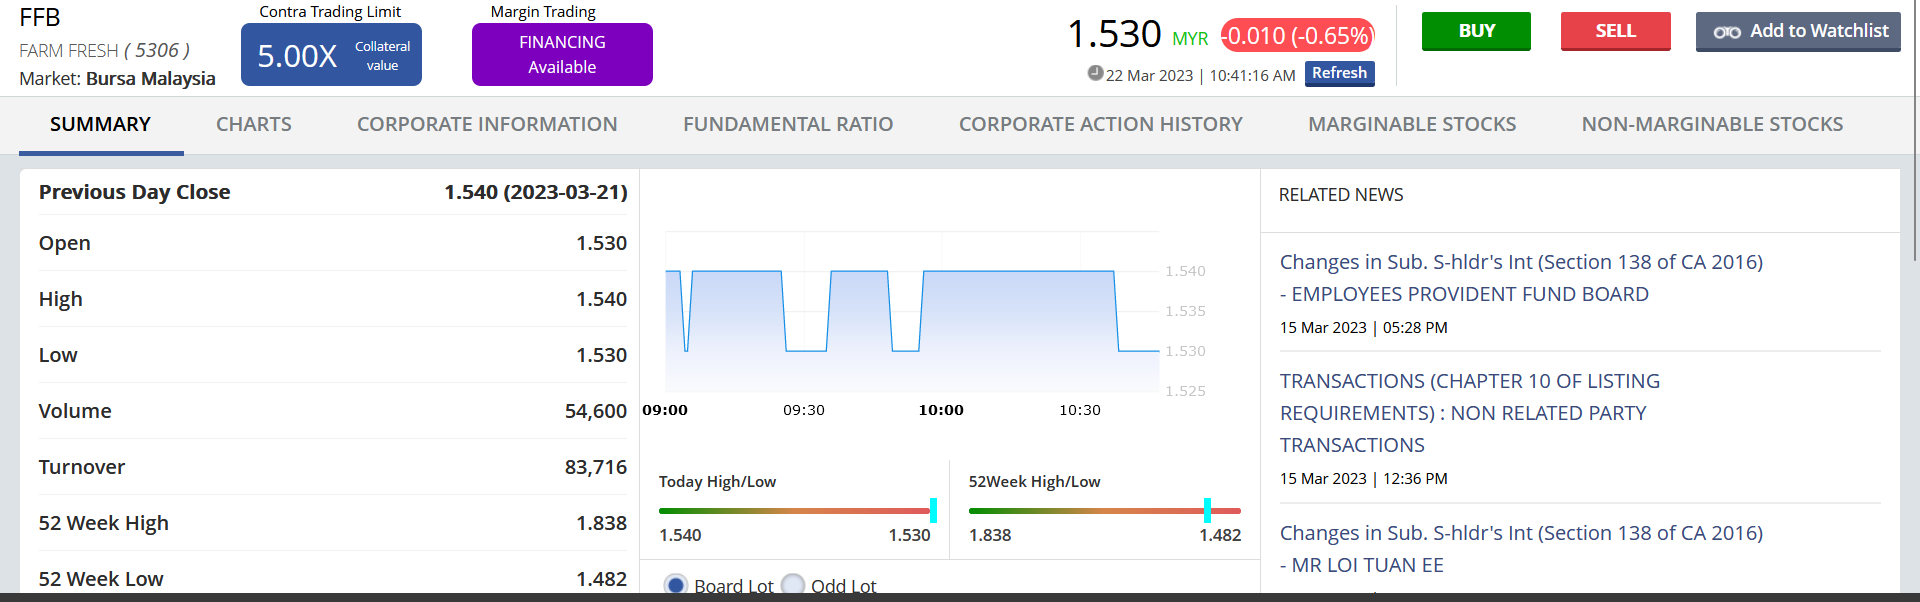 FFB
FARM FRESH ( 5306 )
Market: Bursa Malaysia
Contra Trading Limit
5.00X
Collateral
value
Margin Trading
FINANCING
Available
1.530 MYR -0.010 (-0.65%)
22 Mar 2023 | 10:41:16 AM Refresh
BUY
SELL
Add to Watchlist
SUMMARY
CHARTS
CORPORATE INFORMATION
FUNDAMENTAL RATIO
CORPORATE ACTION HISTORY
MARGINABLE STOCKS
NON-MARGINABLE STOCKS
Previous Day Close 1.540 (2023-03-21)
Open 1.530
High 1.540
Low 1.530
Volume 54,600
Turnover 83,716
52 Week High 1.838
52 Week Low 1.482
1.540
1.535
1.530
1.525
09:00 09:30 10:00 10:30
Today High/Low
1.540 1.530
52Week High/Low
1.838 1.482
Board Lot Odd Lot
RELATED NEWS
Changes in Sub. S-hldr's Int (Section 138 of CA 2016)
- EMPLOYEES PROVIDENT FUND BOARD
15 Mar 2023 | 05:28 PM
TRANSACTIONS (CHAPTER 10 OF LISTING
REQUIREMENTS) : NON RELATED PARTY
TRANSACTIONS
15 Mar 2023 | 12:36 PM
Changes in Sub. S-hldr's Int (Section 138 of CA 2016)
- MR LOI TUAN EE